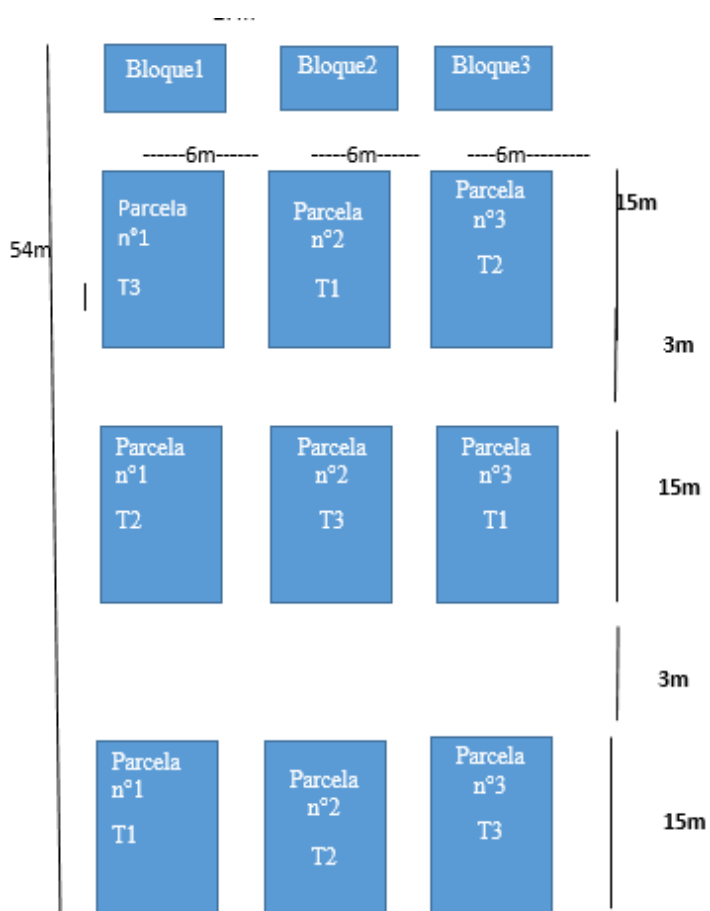 Bloque1
Bloque2
Bloque3
------6m------
-----6m------
----6m---------
54m
15m
Parcela
n°1
T3
Parcela
n°2
T1
Parcela
n°3
T2
3m
Parcela
n°1
T2
Parcela
n°2
T3
Parcela
n°3
T1
15m
3m
Parcela
n°1
T1
Parcela
n°2
T2
Parcela
n°3
T3
15m